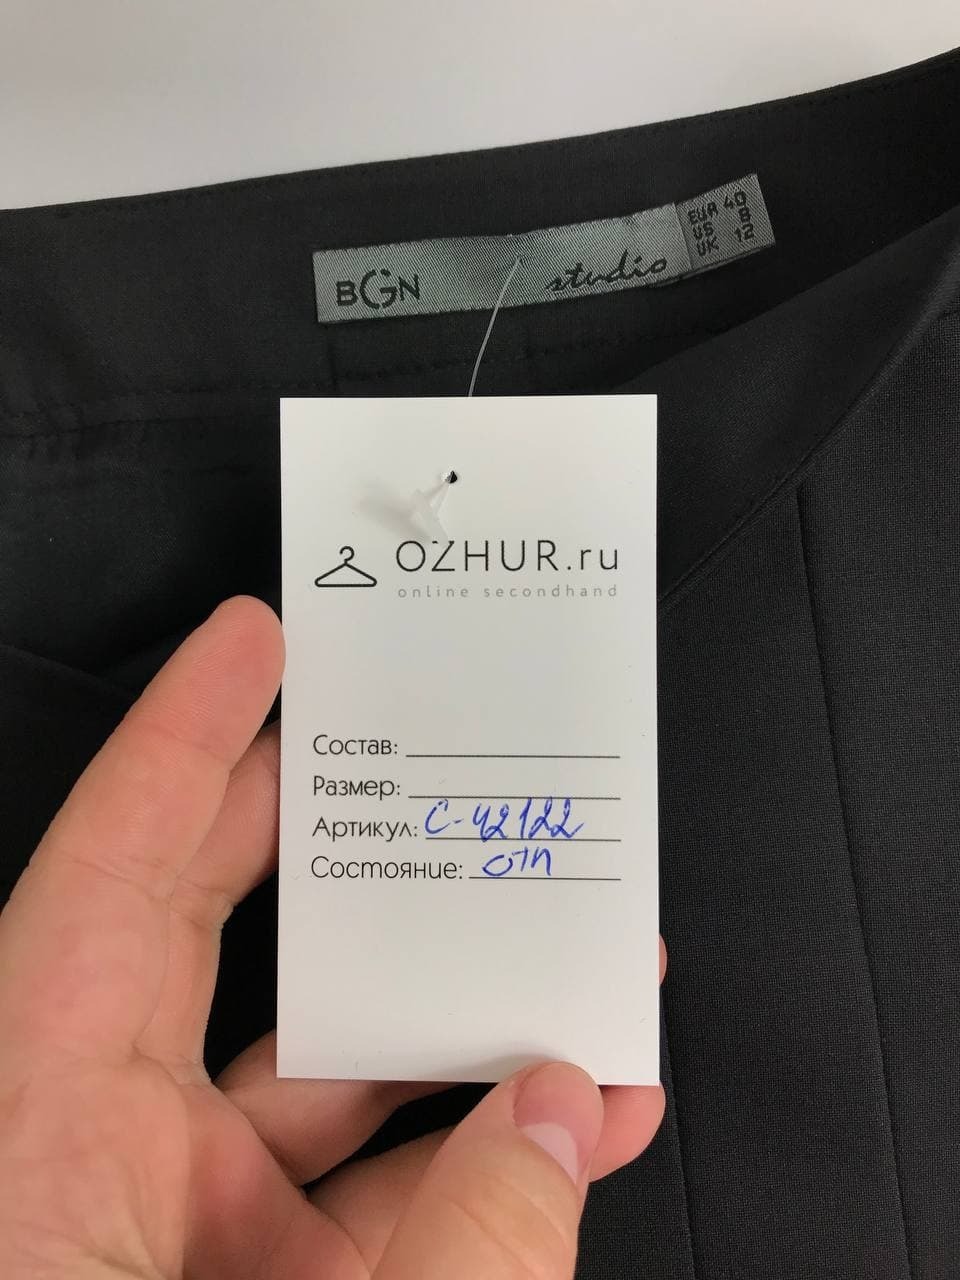 BGN studio
EUR 40
US 8
UK 12
OZHUR.ru
online secondhand
Состав:
Размер:
Артикул: С-42122
Состояние: отл